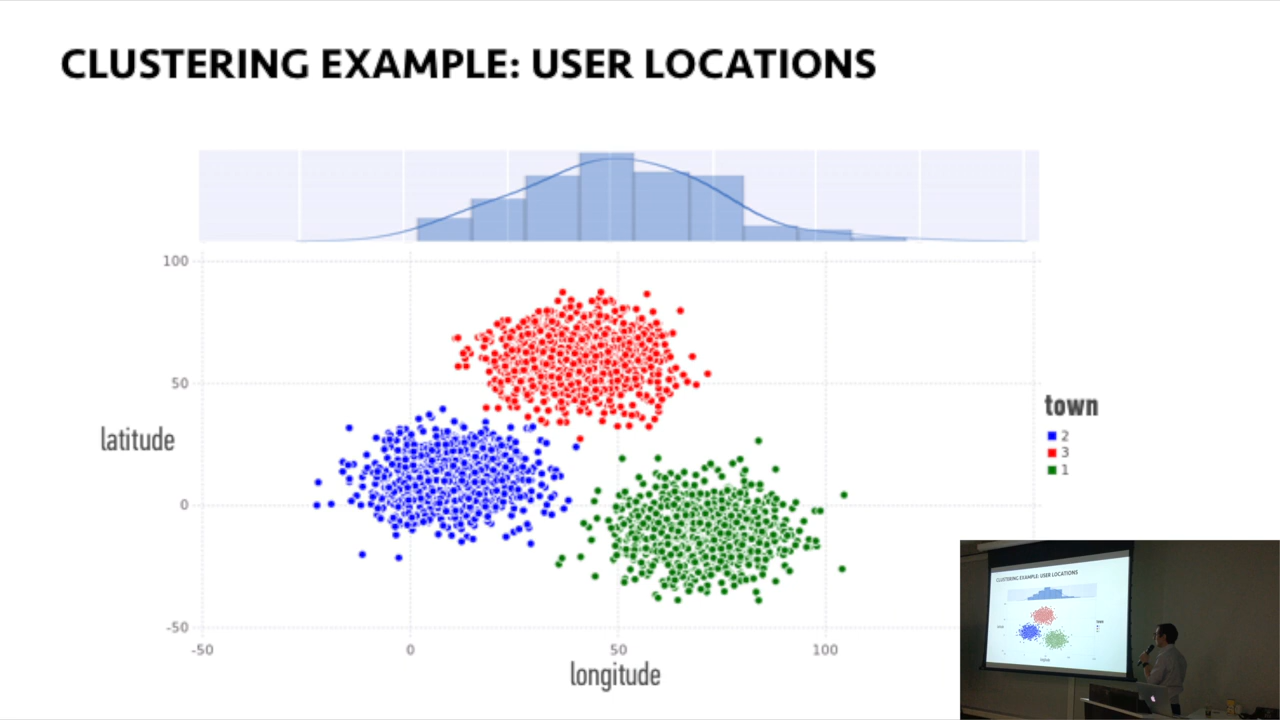 CLUSTERING EXAMPLE: USER LOCATIONS
100
50
0
-50
latitude
-50
0
50
100
longitude
town
2
3
1
CLUSTERING EXAMPLE: USER LOCATIONS